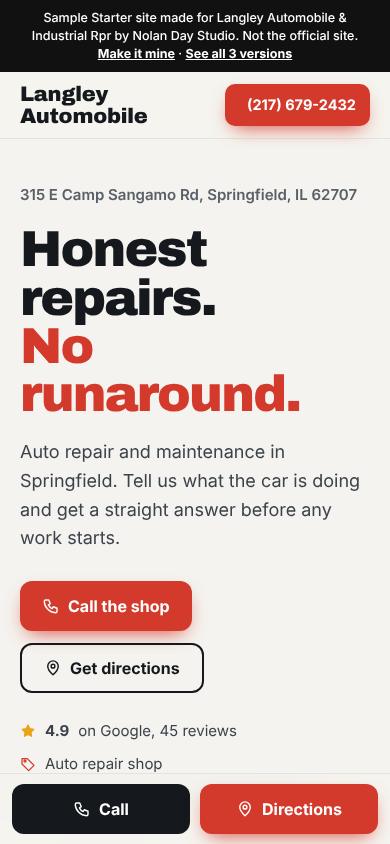 Sample Starter site made for Langley Automobile &
Industrial Rpr by Nolan Day Studio. Not the official site.
Make it mine · See all 3 versions
Langley
Automobile
(217) 679-2432
315 E Camp Sangamo Rd, Springfield, IL 62707
Honest
repairs.
No
runaround.
Auto repair and maintenance in
Springfield. Tell us what the car is doing
and get a straight answer before any
work starts.
Call the shop
Get directions
4.9 on Google, 45 reviews
Auto repair shop
Call
Directions